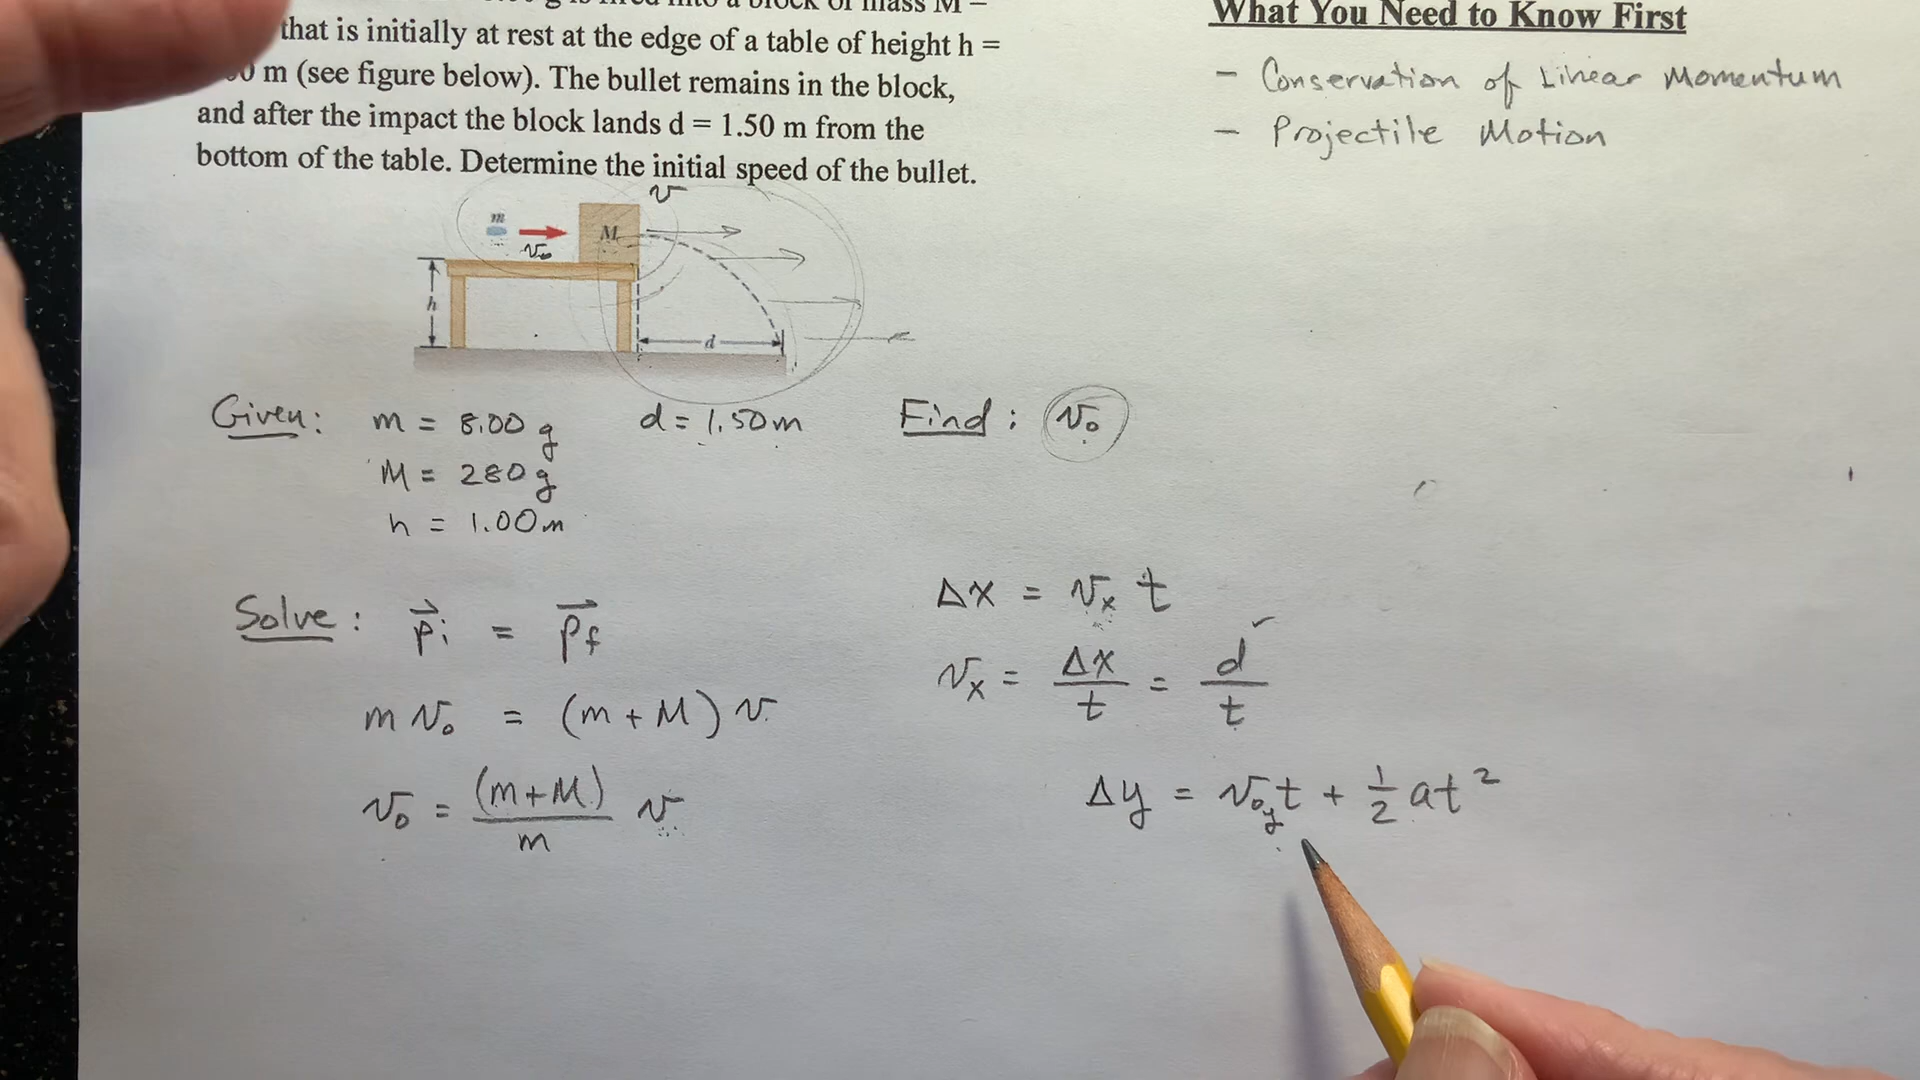 a block of mass M =
that is initially at rest at the edge of a table of height h =
0 m (see figure below). The bullet remains in the block,
and after the impact the block lands d = 1.50 m from the
bottom of the table. Determine the initial speed of the bullet.
What You Need to Know First
- Conservation of Linear Momentum
- Projectile Motion
v
m
v₀
M
h
d
Given: m = 8.00 g d = 1.50 m Find: v₀
M = 280 g
h = 1.00 m
Solve: p⃗i = p⃗f
m v₀ = (m + M) v
v₀ = (m+M)/m v
Δx = vₓ t
vₓ = Δx/t = d/t
Δy = v₀y t + 1/2 at²